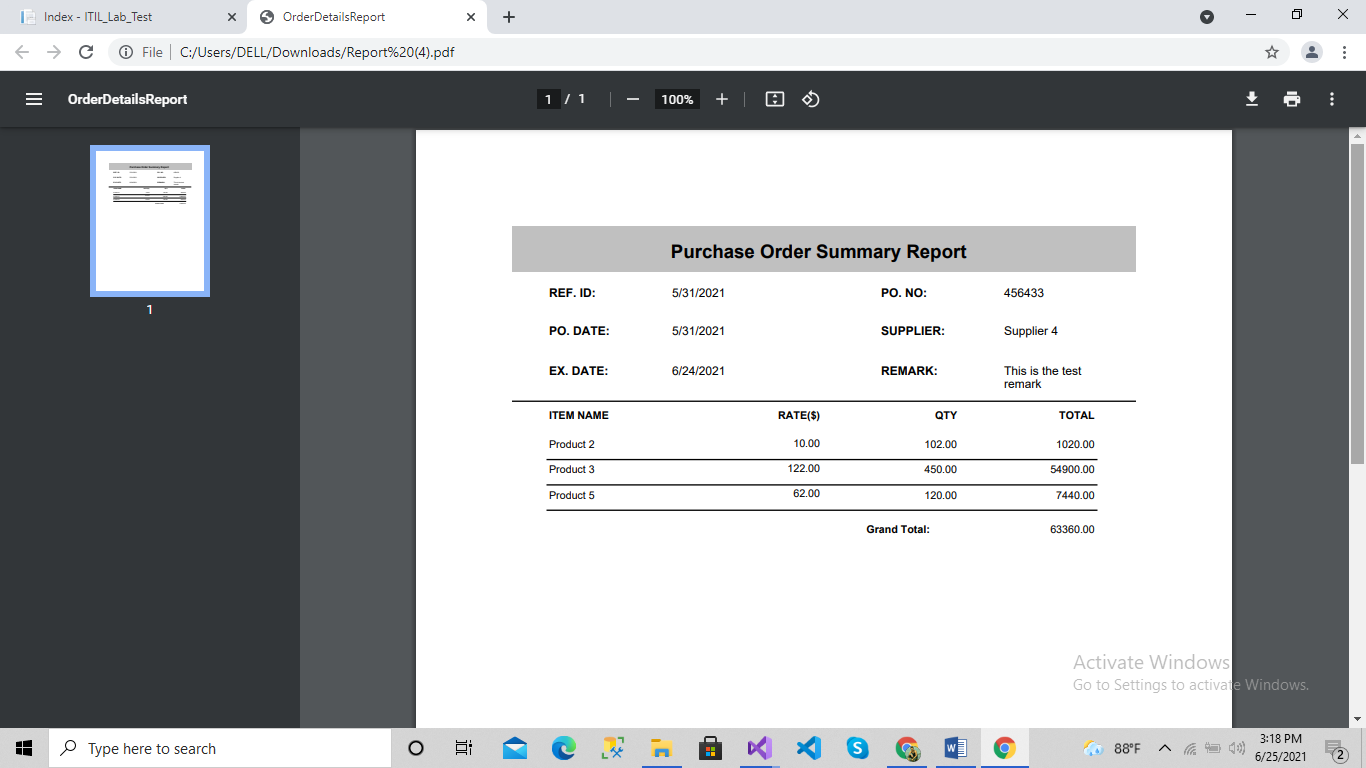 Index - ITIL_Lab_Test
OrderDetailsReport
File C:/Users/DELL/Downloads/Report%20(4).pdf
OrderDetailsReport
1 / 1
100%
1
Purchase Order Summary Report
REF. ID: 5/31/2021 PO. NO: 456433
PO. DATE: 5/31/2021 SUPPLIER: Supplier 4
EX. DATE: 6/24/2021 REMARK: This is the test
remark
ITEM NAME RATE($) QTY TOTAL
Product 2 10.00 102.00 1020.00
Product 3 122.00 450.00 54900.00
Product 5 62.00 120.00 7440.00
Grand Total: 63360.00
Activate Windows
Go to Settings to activate Windows.
Type here to search
88°F
3:18 PM
6/25/2021
2